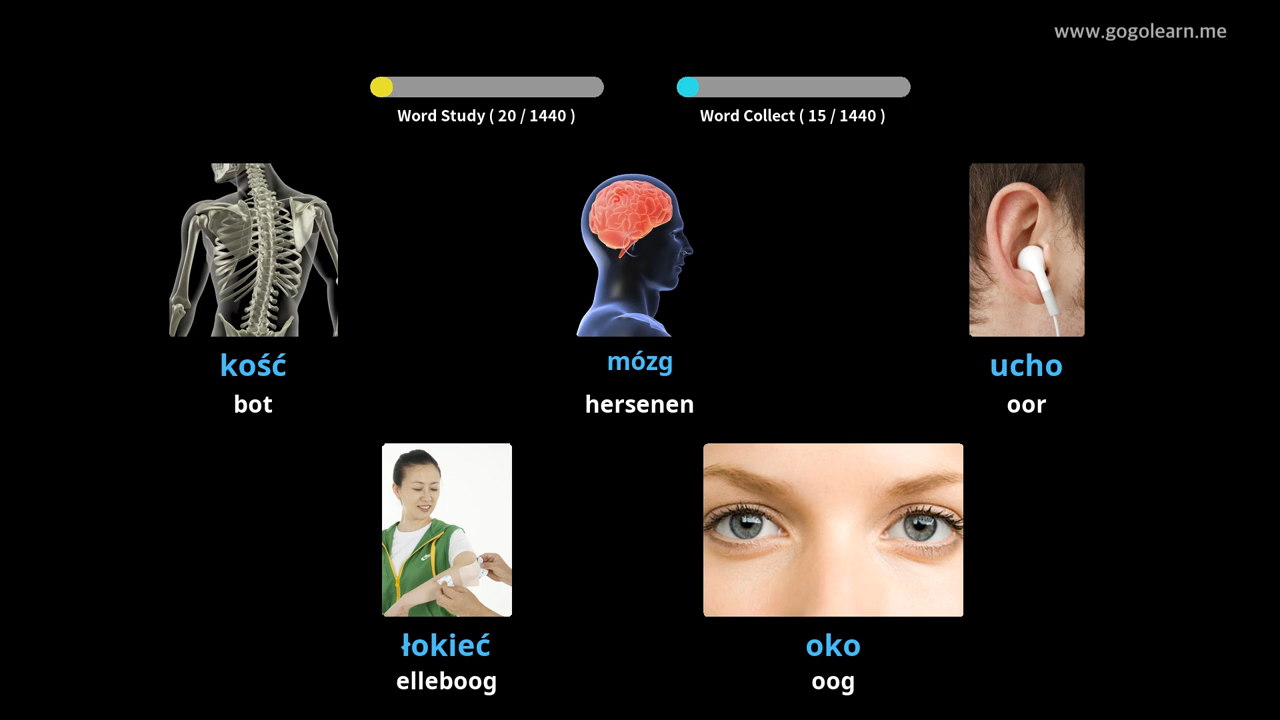 www.gogolearn.me
Word Study ( 20 / 1440 )
Word Collect ( 15 / 1440 )
kość
mózg
ucho
bot
hersenen
oor
łokieć
oko
elleboog
oog